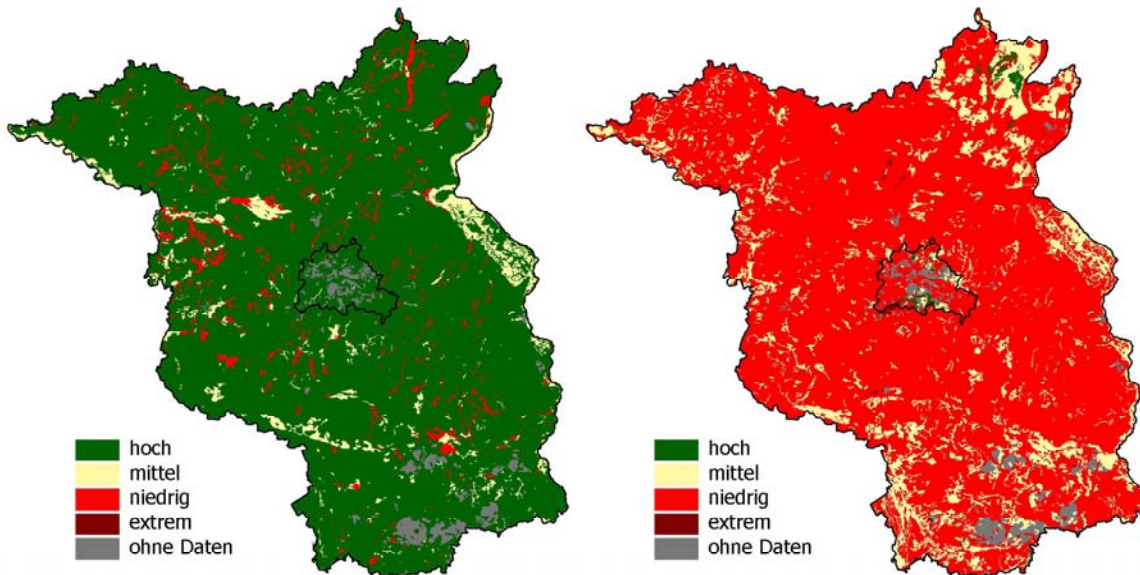 hoch
mittel
niedrig
extrem
ohne Daten
hoch
mittel
niedrig
extrem
ohne Daten